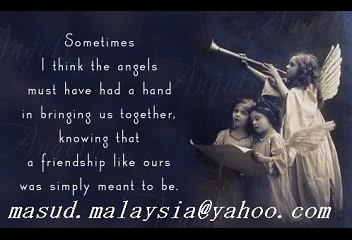 Sometimes
I think the angels
must have had a hand
in bringing us together,
knowing that
a friendship like ours
was simply meant to be.
masud.malaysia@yahoo.com